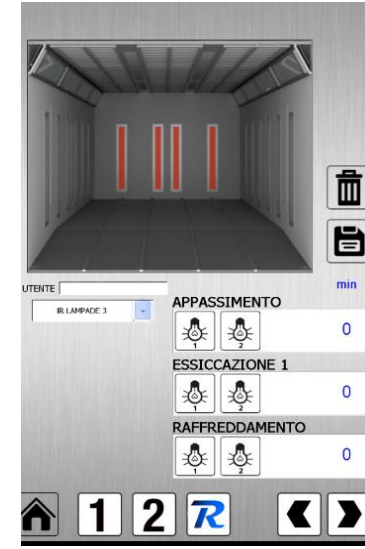 min
UTENTE
IR LAMPADE 3
APPASSIMENTO
1 2
0
ESSICCAZIONE 1
1 2
0
RAFFREDDAMENTO
1 2
0
1 2 R